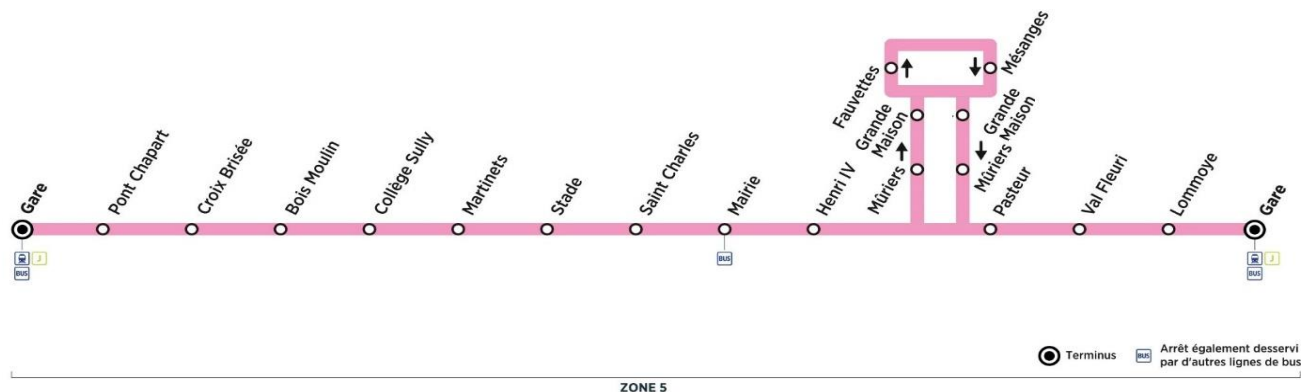 Gare
Pont Chapart
Croix Brisée
Bois Moulin
Collège Sully
Martinets
Stade
Saint Charles
Mairie
Henri IV
Mûriers
Grande
Maison
Fauvettes
Mésanges
Grande
Maison
Mûriers
Pasteur
Val Fleuri
Lommoye
Gare
J
BUS
BUS
J
BUS
Terminus
BUS
Arrêt également desservi
par d'autres lignes de bus
ZONE 5